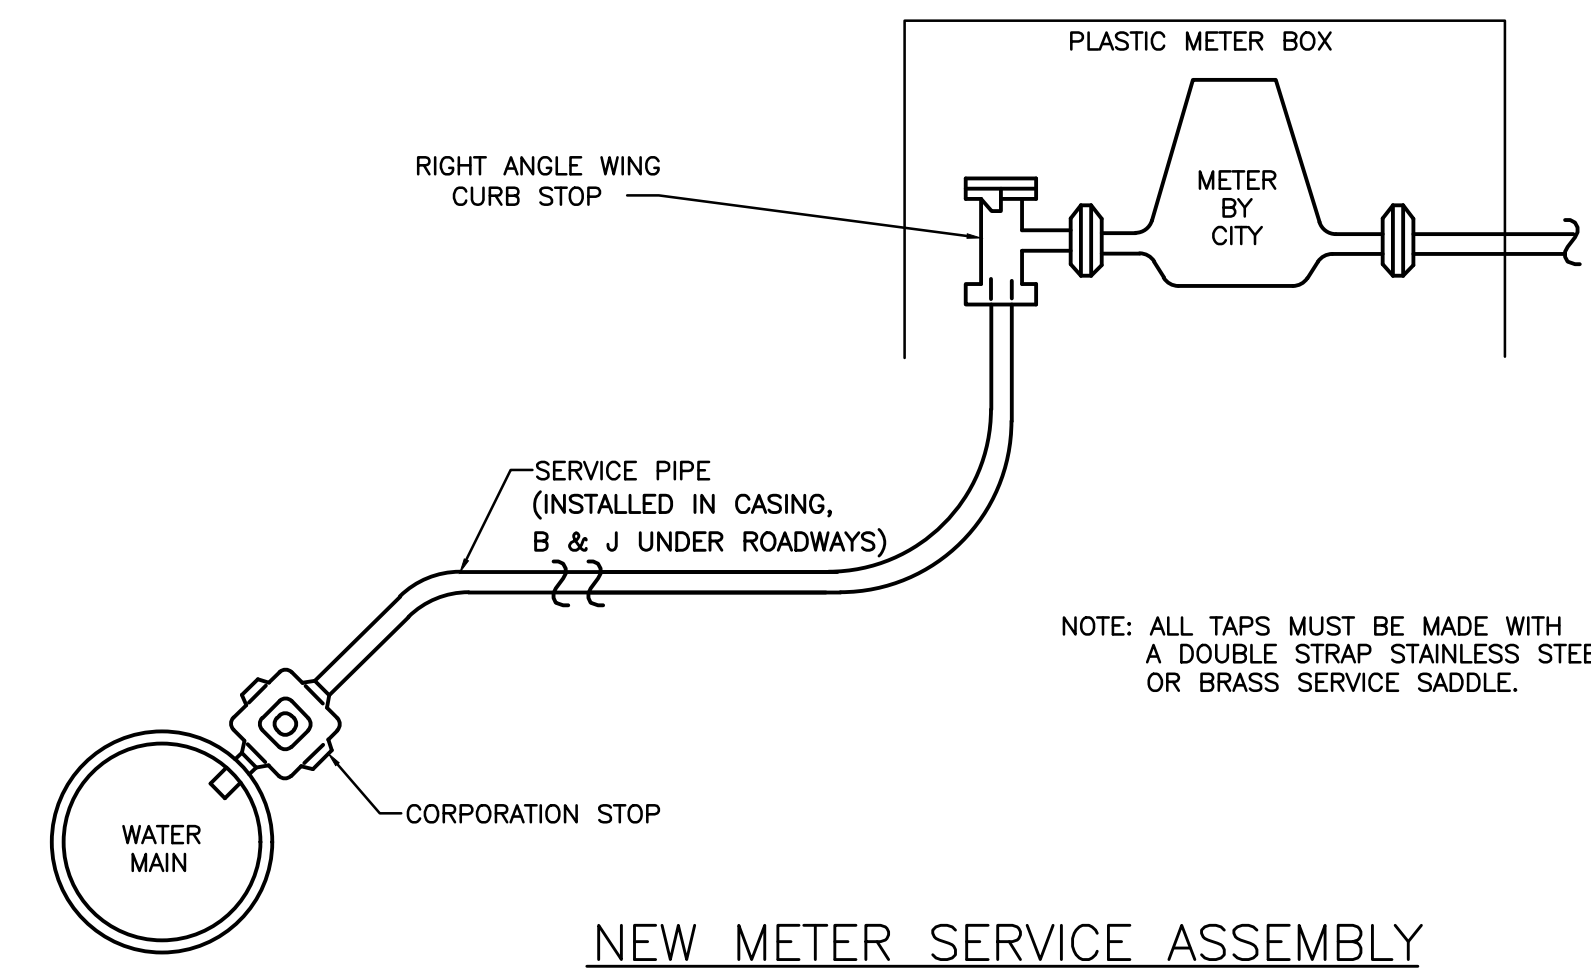 PLASTIC METER BOX
RIGHT ANGLE WING
CURB STOP
METER
BY
CITY
SERVICE PIPE
(INSTALLED IN CASING,
B & J UNDER ROADWAYS)
NOTE: ALL TAPS MUST BE MADE WITH
A DOUBLE STRAP STAINLESS STEE
OR BRASS SERVICE SADDLE.
CORPORATION STOP
WATER
MAIN
NEW METER SERVICE ASSEMBLY